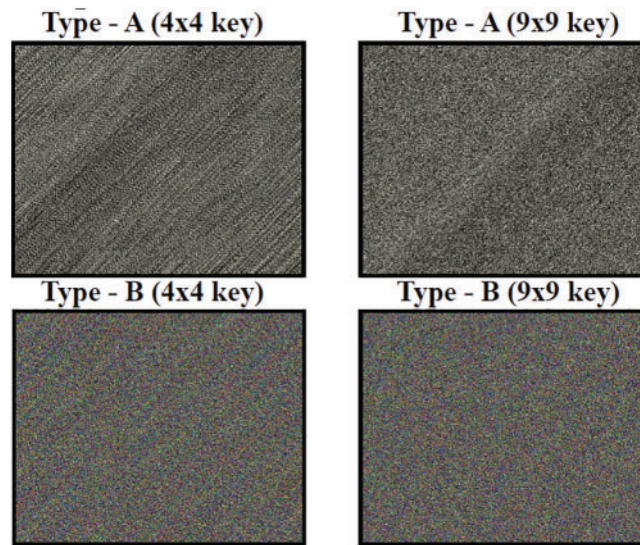 Type - A (4x4 key)
Type - A (9x9 key)
Type - B (4x4 key)
Type - B (9x9 key)